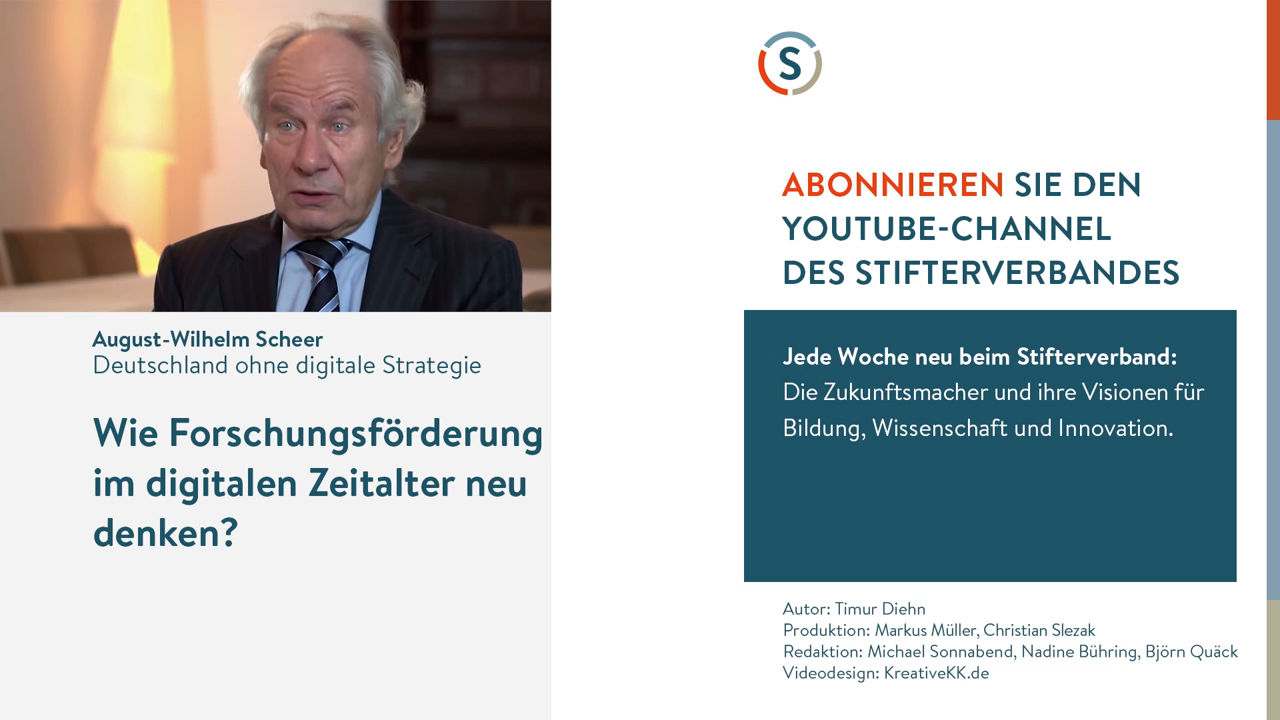 August-Wilhelm Scheer
Deutschland ohne digitale Strategie
Wie Forschungsförderung
im digitalen Zeitalter neu
denken?
S
ABONNIEREN SIE DEN
YOUTUBE-CHANNEL
DES STIFTERVERBANDES
Jede Woche neu beim Stifterverband:
Die Zukunftsmacher und ihre Visionen für
Bildung, Wissenschaft und Innovation.
Autor: Timur Diehn
Produktion: Markus Müller, Christian Slezak
Redaktion: Michael Sonnabend, Nadine Bühring, Björn Quäck
Videodesign: KreativeKK.de